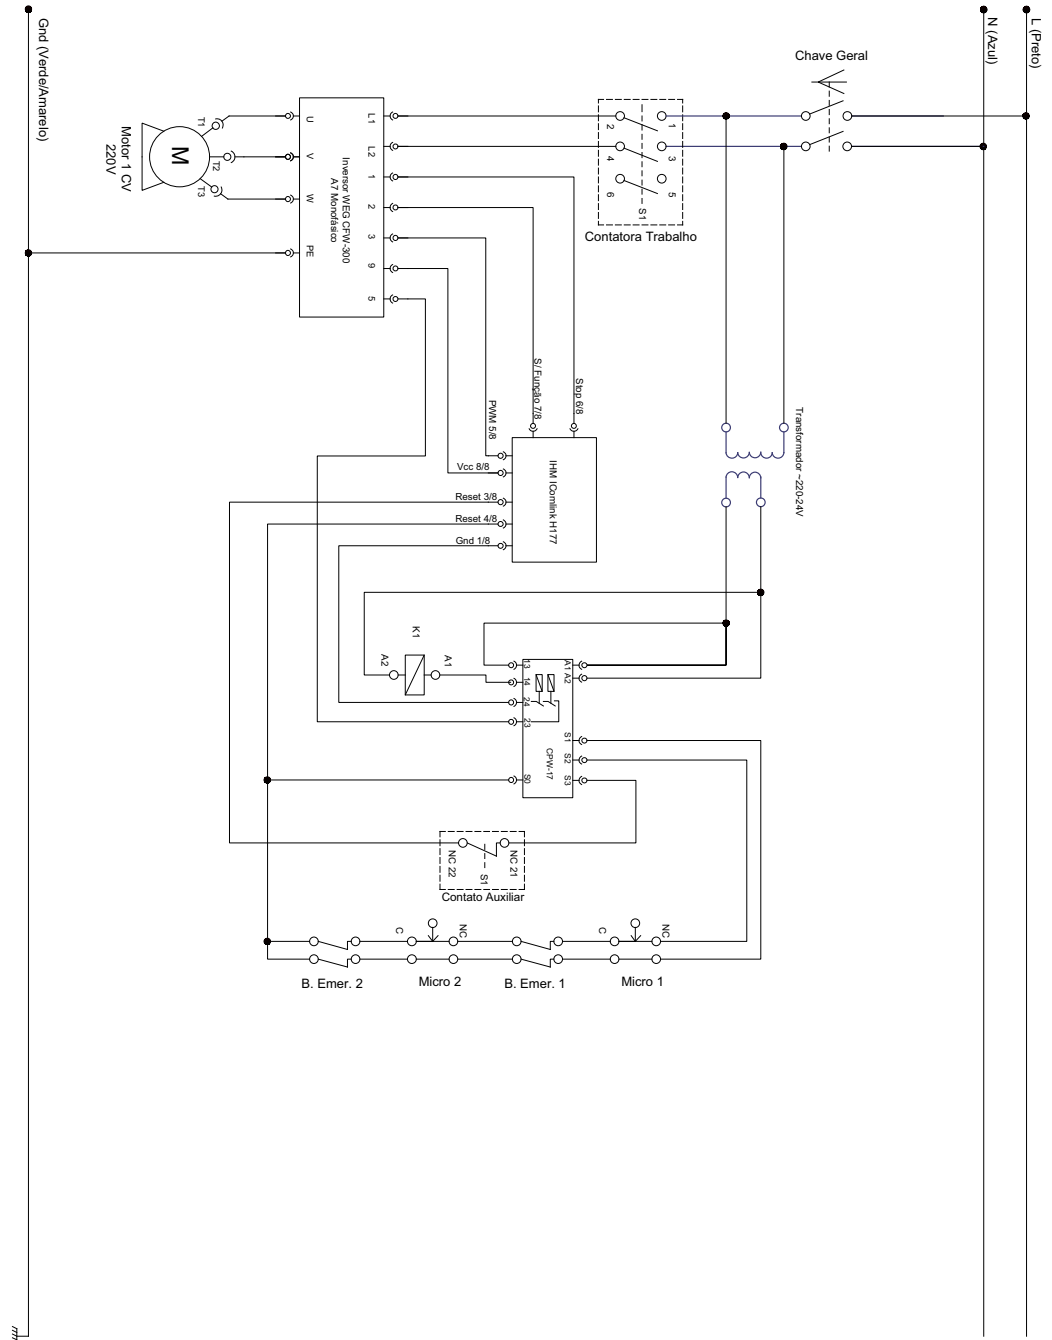 Gnd (Verde/Amarelo)
N (Azul)
L (Preto)
Chave Geral
1
2
3
4
5
6
S1
Contatora Trabalho
T1
T2
T3
M
Motor 1 CV
220V
U
V
W
PE
Inversor WEG CFW-300
A7 Monofásico
L1
L2
1
2
3
9
5
Transformador ~220-24V
S/ Função 7/8
Stop 6/8
PWM 5/8
Vcc 8/8
Reset 3/8
Reset 4/8
Gnd 1/8
IHM IComlink H177
K1
A2
A1
13
14
24
23
S0
A1
A2
S1
S2
S3
CPW-17
NC 22
NC 21
S1
Contato Auxiliar
C
NC
C
NC
B. Emer. 2
Micro 2
B. Emer. 1
Micro 1